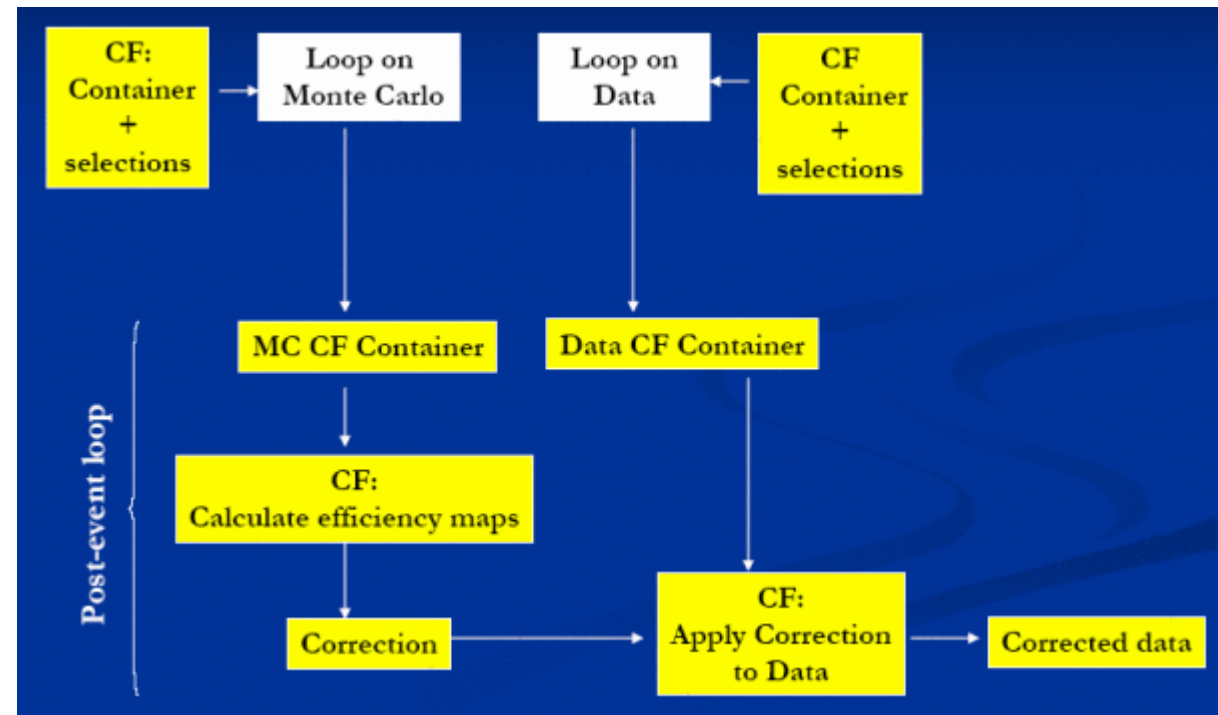 CF:
Container
+
selections
Loop on
Monte Carlo
Loop on
Data
CF
Container
+
selections
MC CF Container
Data CF Container
Post-event loop
CF:
Calculate efficiency maps
Correction
CF:
Apply Correction
to Data
Corrected data